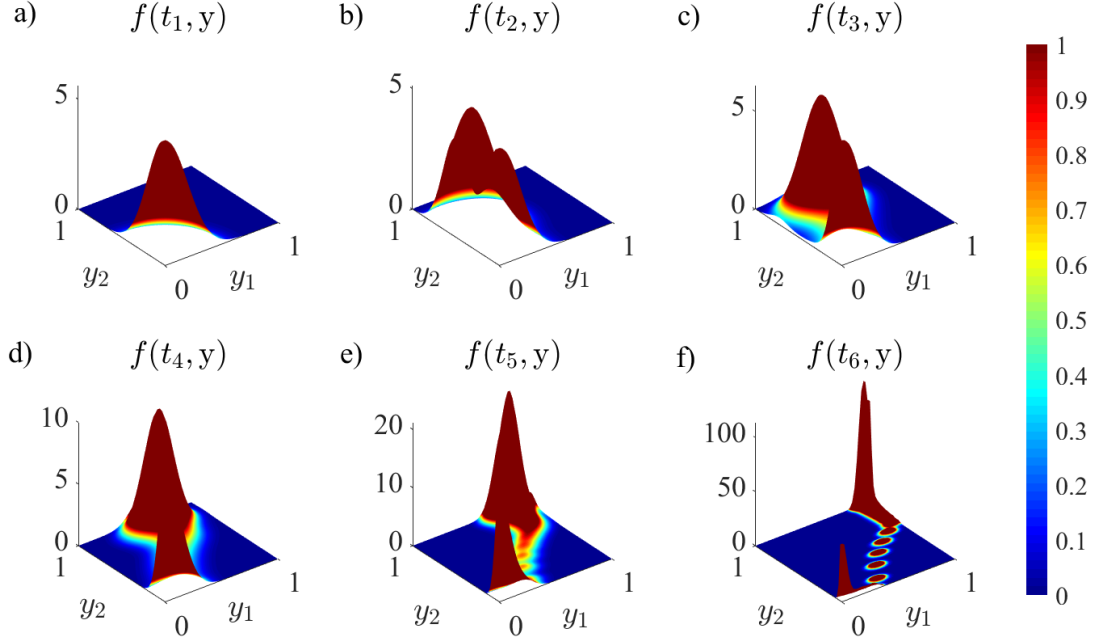 a) f(t₁, y)
b) f(t₂, y)
c) f(t₃, y)
5
0
1
y₂
0
y₁
1
5
0
1
y₂
0
y₁
1
5
0
1
y₂
0
y₁
1
d) f(t₄, y)
e) f(t₅, y)
f) f(t₆, y)
10
5
0
1
y₂
0
y₁
1
20
10
0
1
y₂
0
y₁
1
100
50
0
1
y₂
0
y₁
1
1
0.9
0.8
0.7
0.6
0.5
0.4
0.3
0.2
0.1
0